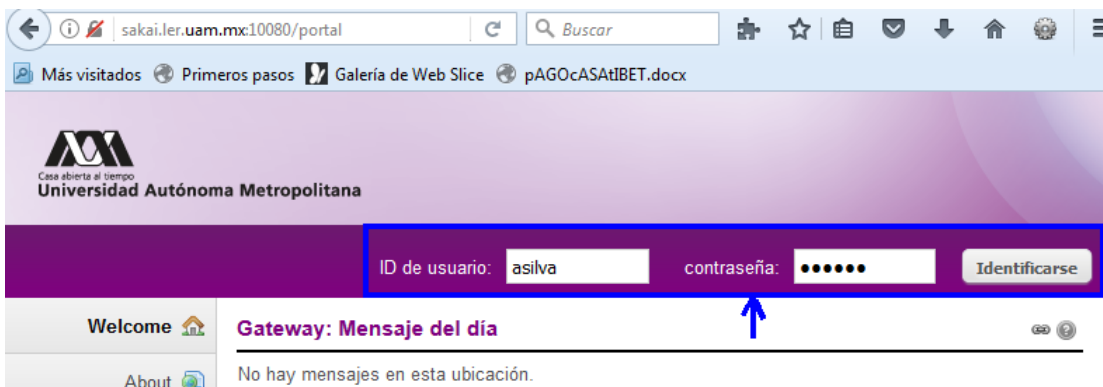 sakai.ler.uam.mx:10080/portal Buscar
Más visitados Primeros pasos Galería de Web Slice pAGOcASAtIBET.docx
Casa abierta al tiempo
Universidad Autónoma Metropolitana
ID de usuario: asilva contraseña: •••••• Identificarse
Welcome Gateway: Mensaje del día
About No hay mensajes en esta ubicación.